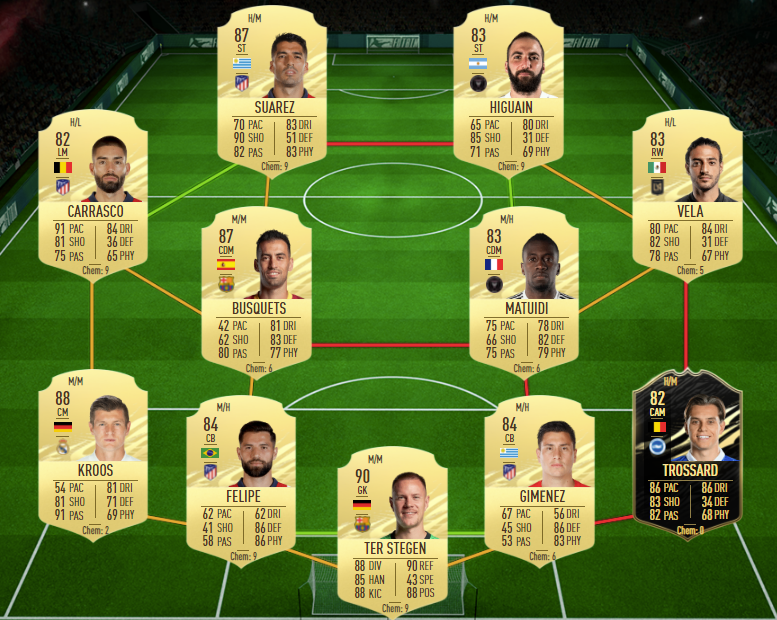 H/M
87
ST
SUAREZ
70 PAC 83 DRI
90 SHO 51 DEF
82 PAS 83 PHY
Chem: 9
H/M
83
ST
HIGUAIN
65 PAC 80 DRI
85 SHO 31 DEF
71 PAS 69 PHY
Chem: 9
H/L
82
LM
CARRASCO
91 PAC 84 DRI
81 SHO 36 DEF
75 PAS 65 PHY
Chem: 9
M/M
87
CDM
BUSQUETS
42 PAC 81 DRI
62 SHO 83 DEF
80 PAS 77 PHY
Chem: 6
M/H
83
CDM
MATUIDI
75 PAC 78 DRI
66 SHO 82 DEF
75 PAS 79 PHY
Chem: 6
H/L
83
RW
VELA
80 PAC 84 DRI
82 SHO 31 DEF
78 PAS 67 PHY
Chem: 5
M/M
88
CM
KROOS
54 PAC 81 DRI
81 SHO 71 DEF
91 PAS 69 PHY
Chem: 2
M/H
84
CB
FELIPE
62 PAC 62 DRI
41 SHO 86 DEF
58 PAS 86 PHY
Chem: 9
M/M
90
GK
TER STEGEN
88 DIV 90 REF
85 HAN 43 SPE
88 KIC 88 POS
Chem: 9
M/H
84
CB
GIMENEZ
67 PAC 56 DRI
45 SHO 86 DEF
53 PAS 83 PHY
Chem: 6
H/M
82
CAM
TROSSARD
86 PAC 86 DRI
83 SHO 34 DEF
82 PAS 68 PHY
Chem: 0